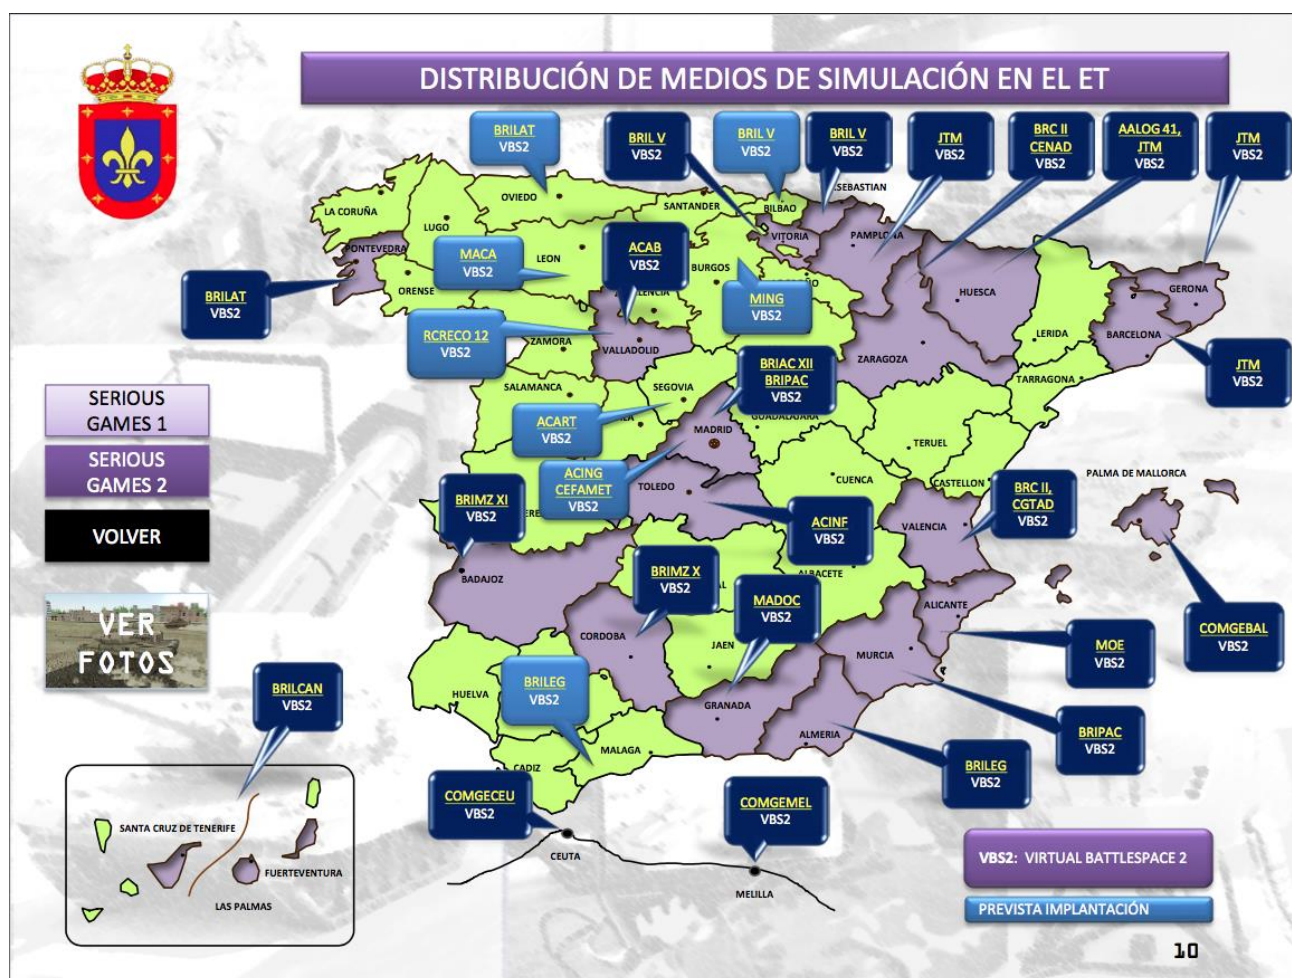 DISTRIBUCIÓN DE MEDIOS DE SIMULACIÓN EN EL ET
BRILAT
VBS2
BRIL V
VBS2
BRIL V
VBS2
BRIL V
VBS2
JTM
VBS2
BRC II
CENAD
VBS2
AALOG 41,
JTM
VBS2
JTM
VBS2
SEBASTIAN
OVIEDO
SANTANDER
BILBAO
LA CORUÑA
LUGO
PONTEVEDRA
LEON
VITORIA
PAMPLONA
MACA
VBS2
ACAB
VBS2
BURGOS
BRILAT
VBS2
ORENSE
MING
VBS2
HUESCA
GERONA
LERIDA
BARCELONA
RCRECO 12
VBS2
ZAMORA
VALLADOLID
ZARAGOZA
BRIAC XII
BRIPAC
VBS2
JTM
VBS2
TARRAGONA
SERIOUS
GAMES 1
SALAMANCA
SEGOVIA
ACART
VBS2
MADRID
GUADALAJARA
TERUEL
SERIOUS
GAMES 2
ACING
CEFAMET
VBS2
TOLEDO
CUENCA
CASTELLON
PALMA DE MALLORCA
BRIMZ XI
VBS2
BRC II,
CGTAD
VBS2
VALENCIA
VOLVER
ACINF
VBS2
BADAJOZ
BRIMZ X
VBS2
ALBACETE
MADOC
VBS2
ALICANTE
VER
FOTOS
CORDOBA
JAEN
MURCIA
MOE
VBS2
COMGEBAL
VBS2
BRILCAN
VBS2
HUELVA
BRILEG
VBS2
GRANADA
ALMERIA
BRIPAC
VBS2
MALAGA
CADIZ
BRILEG
VBS2
COMGECEU
VBS2
COMGEMEL
VBS2
SANTA CRUZ DE TENERIFE
FUERTEVENTURA
LAS PALMAS
CEUTA
MELILLA
VBS2: VIRTUAL BATTLESPACE 2
PREVISTA IMPLANTACIÓN
10